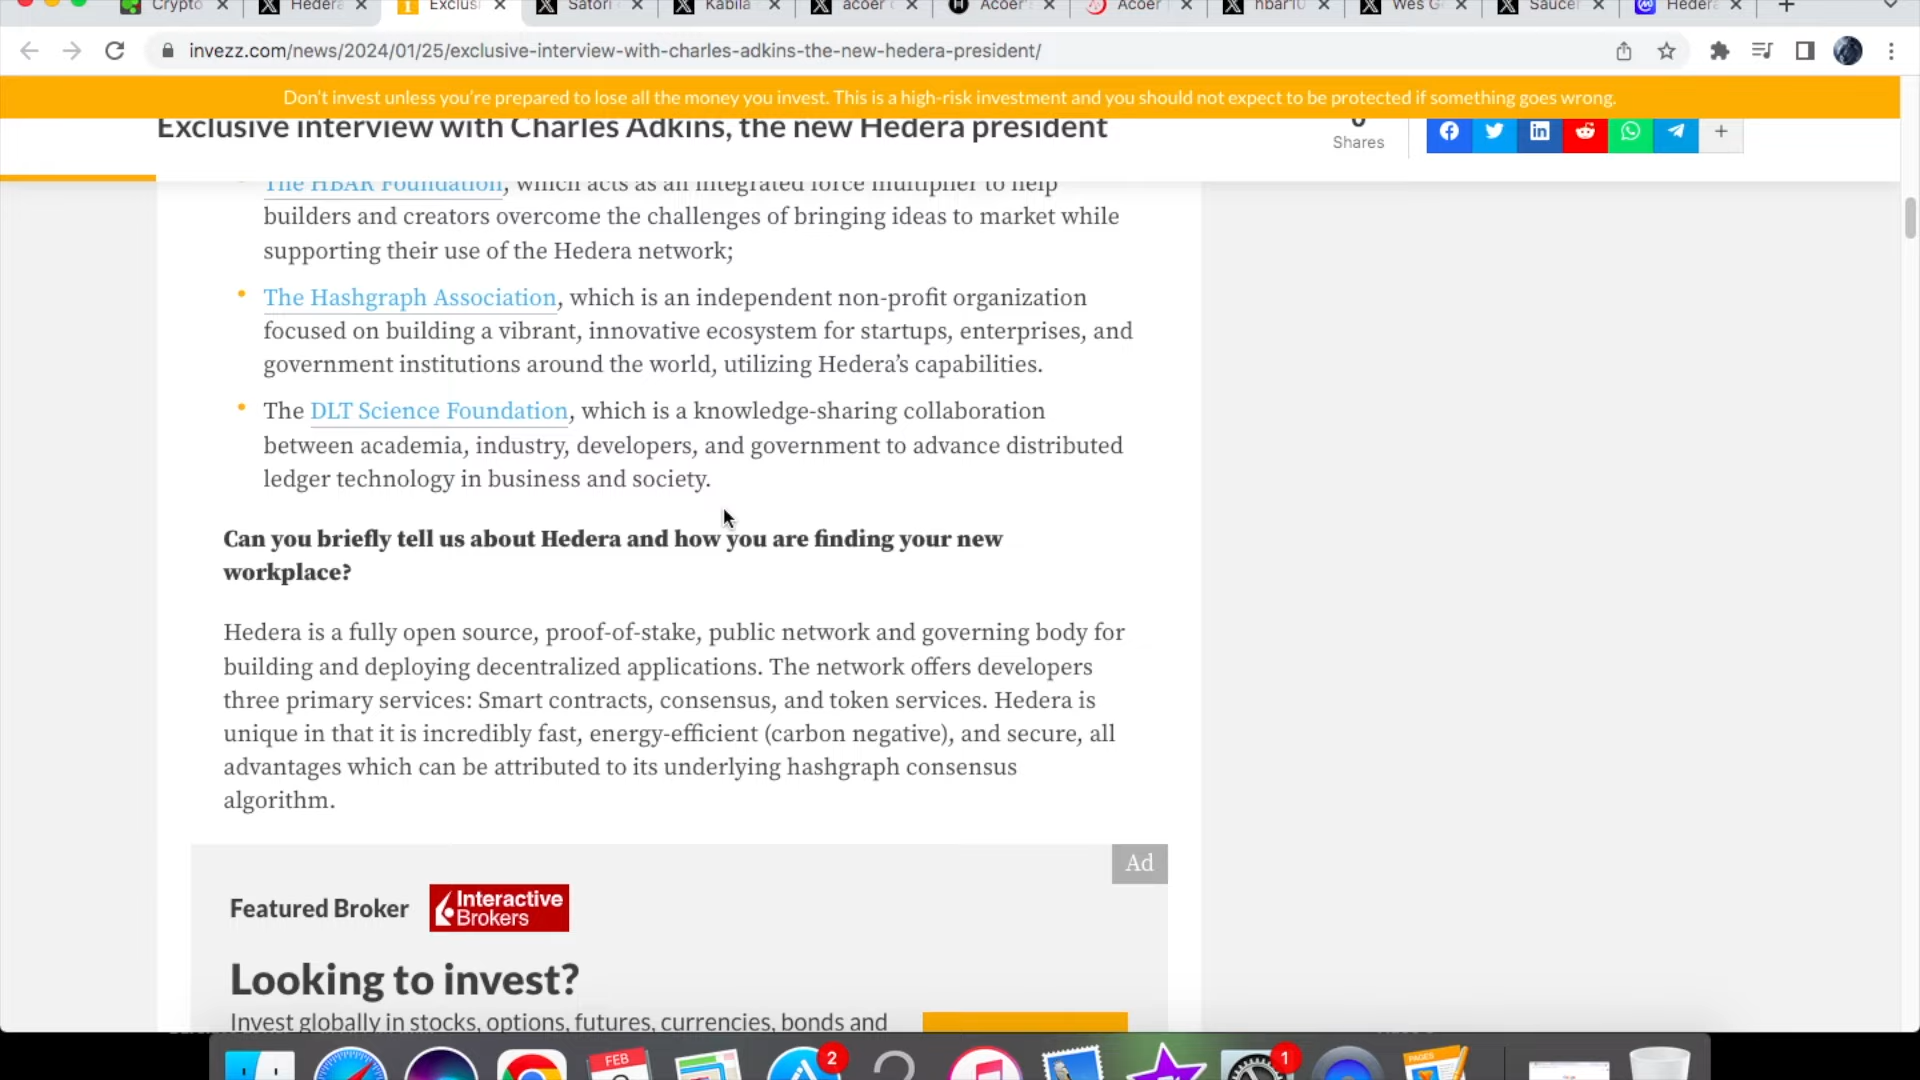 Crypto
Hedera
Exclusi
Satori
Kabila
acoer
Acoer'
Acoer
hbar10
Wes G
Saucer
Heder
invezz.com/news/2024/01/25/exclusive-interview-with-charles-adkins-the-new-hedera-president/
Don't invest unless you're prepared to lose all the money you invest. This is a high-risk investment and you should not expect to be protected if something goes wrong.
Exclusive interview with Charles Adkins, the new Hedera president
Shares
+
The HBAR Foundation, which acts as an integrated force multiplier to help
builders and creators overcome the challenges of bringing ideas to market while
supporting their use of the Hedera network;
• The Hashgraph Association, which is an independent non-profit organization
focused on building a vibrant, innovative ecosystem for startups, enterprises, and
government institutions around the world, utilizing Hedera’s capabilities.
• The DLT Science Foundation, which is a knowledge-sharing collaboration
between academia, industry, developers, and government to advance distributed
ledger technology in business and society.
Can you briefly tell us about Hedera and how you are finding your new
workplace?
Hedera is a fully open source, proof-of-stake, public network and governing body for
building and deploying decentralized applications. The network offers developers
three primary services: Smart contracts, consensus, and token services. Hedera is
unique in that it is incredibly fast, energy-efficient (carbon negative), and secure, all
advantages which can be attributed to its underlying hashgraph consensus
algorithm.
Ad
Featured Broker
Interactive
Brokers
Looking to invest?
Invest globally in stocks, options, futures, currencies, bonds and
FEB
2
1
PAGES